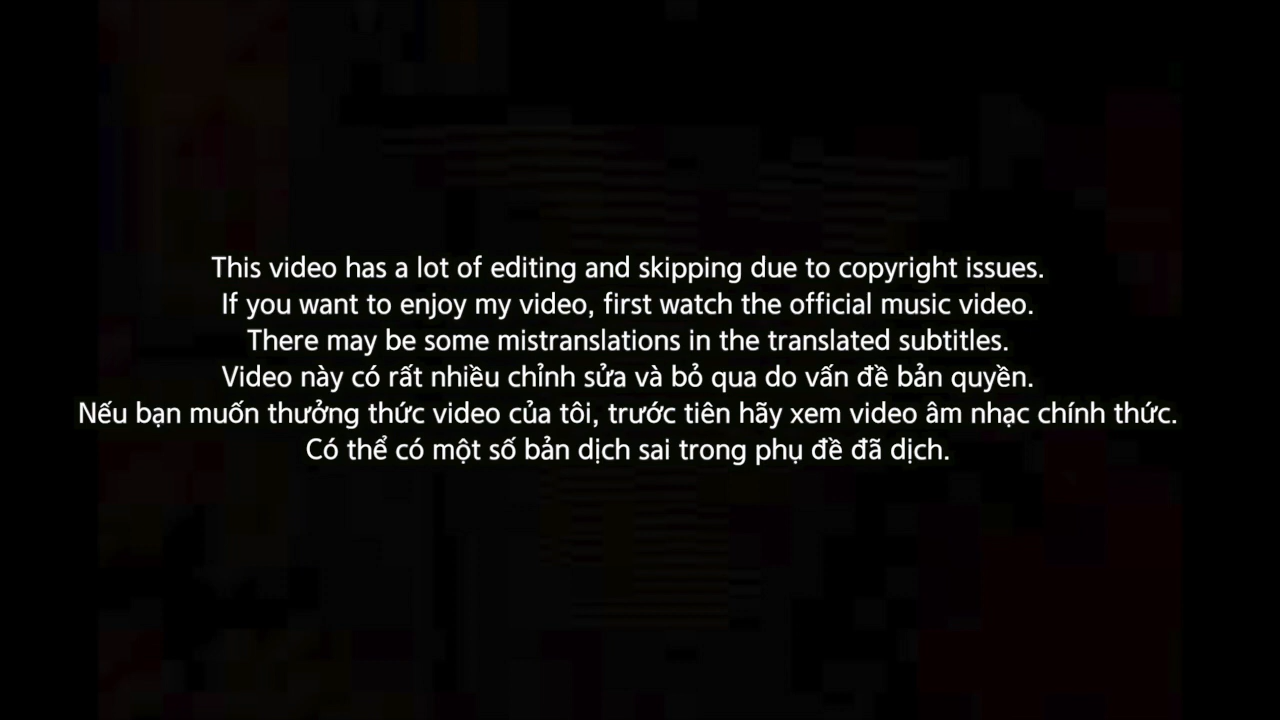 This video has a lot of editing and skipping due to copyright issues.
If you want to enjoy my video, first watch the official music video.
There may be some mistranslations in the translated subtitles.
Video này có rất nhiều chỉnh sửa và bỏ qua do vấn đề bản quyền.
Nếu bạn muốn thưởng thức video của tôi, trước tiên hãy xem video âm nhạc chính thức.
Có thể có một số bản dịch sai trong phụ đề đã dịch.